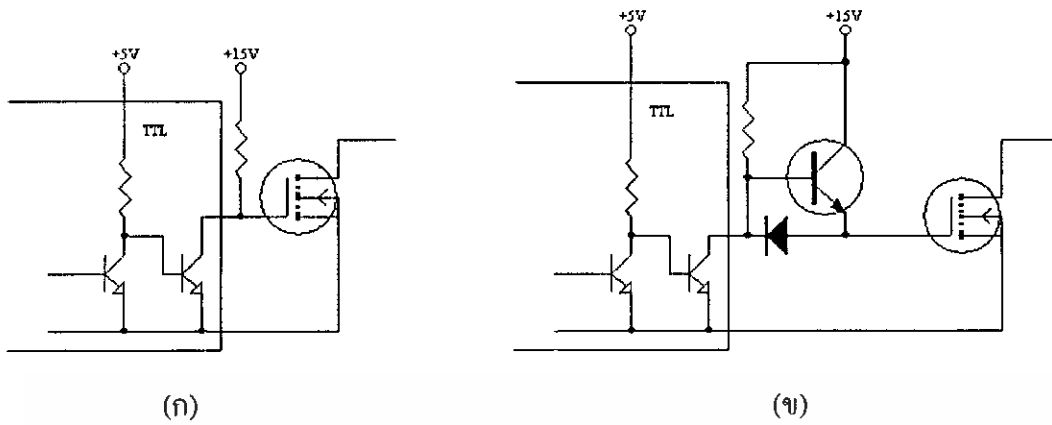 +5V
+15V
TTL
(ก)
+5V
+15V
TTL
(ข)